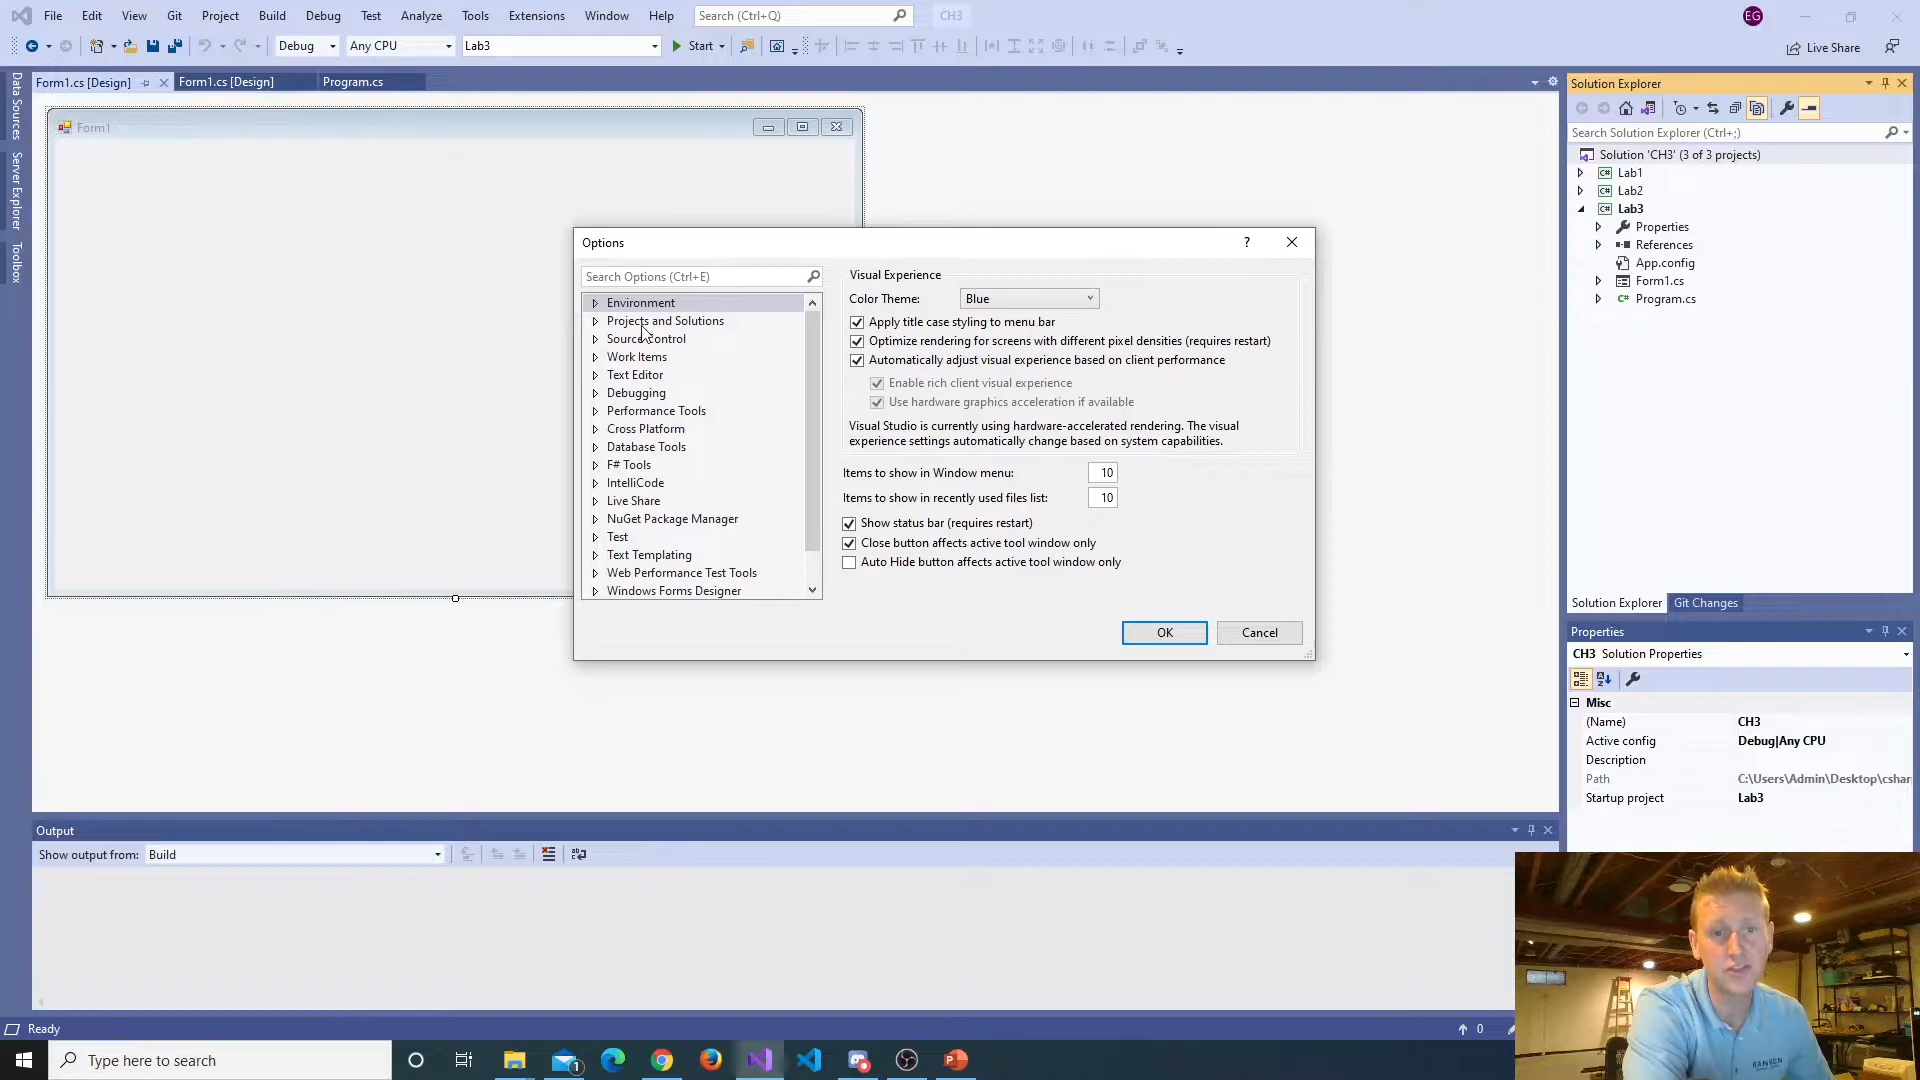 File Edit View Git Project Build Debug Test Analyze Tools Extensions Window Help Search (Ctrl+Q) CH3 EG
Debug Any CPU Lab3 Start Live Share
Form1.cs [Design] Form1.cs [Design] Program.cs
Data Sources
Server Explorer
Toolbox
Form1
Options
Search Options (Ctrl+E)
Environment
Projects and Solutions
Source Control
Work Items
Text Editor
Debugging
Performance Tools
Cross Platform
Database Tools
F# Tools
IntelliCode
Live Share
NuGet Package Manager
Test
Text Templating
Web Performance Test Tools
Windows Forms Designer
Visual Experience
Color Theme: Blue
Apply title case styling to menu bar
Optimize rendering for screens with different pixel densities (requires restart)
Automatically adjust visual experience based on client performance
Enable rich client visual experience
Use hardware graphics acceleration if available
Visual Studio is currently using hardware-accelerated rendering. The visual
experience settings automatically change based on system capabilities.
Items to show in Window menu: 10
Items to show in recently used files list: 10
Show status bar (requires restart)
Close button affects active tool window only
Auto Hide button affects active tool window only
OK Cancel
Solution Explorer
Search Solution Explorer (Ctrl+;)
Solution 'CH3' (3 of 3 projects)
C# Lab1
C# Lab2
C# Lab3
Properties
References
App.config
Form1.cs
C# Program.cs
Solution Explorer Git Changes
Properties
CH3 Solution Properties
Misc
(Name) CH3
Active config Debug|Any CPU
Description
Path C:\Users\Admin\Desktop\cshar
Startup project Lab3
Output
Show output from: Build
Ready 0
Type here to search 1